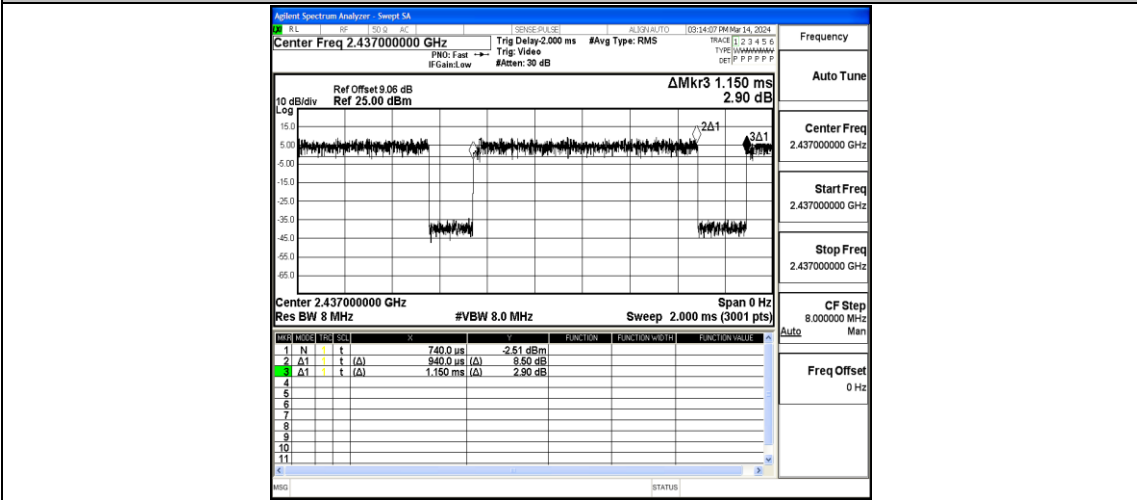 Agilent Spectrum Analyzer - Swept SA
RL RF 50 Ω AC SENSE:PULSE ALIGN AUTO 03:14:07 PM Mar 14, 2024
Center Freq 2.437000000 GHz
Trig Delay-2.000 ms #Avg Type: RMS
TRACE 1 2 3 4 5 6
PNO: Fast Trig: Video
TYPE WWWWWW
IFGain:Low #Atten: 30 dB
DET P P P P P P
Frequency
Auto Tune
ΔMkr3 1.150 ms
2.90 dB
Ref Offset 9.06 dB
10 dB/div Ref 25.00 dBm
Log
15.0
5.00
-5.00
-15.0
-25.0
-35.0
-45.0
-55.0
-65.0
2Δ1
3Δ1
Center Freq
2.437000000 GHz
Start Freq
2.437000000 GHz
Stop Freq
2.437000000 GHz
Center 2.437000000 GHz Span 0 Hz
Res BW 8 MHz #VBW 8.0 MHz Sweep 2.000 ms (3001 pts)
CF Step
8.000000 MHz
Auto Man
Freq Offset
0 Hz
MKR MODE TRC SCL X Y FUNCTION FUNCTION WIDTH FUNCTION VALUE
1 N 1 t 740.0 µs -2.51 dBm
2 Δ1 1 t (Δ) 940.0 µs (Δ) 8.50 dB
3 Δ1 1 t (Δ) 1.150 ms (Δ) 2.90 dB
4
5
6
7
8
9
10
11
MSG STATUS